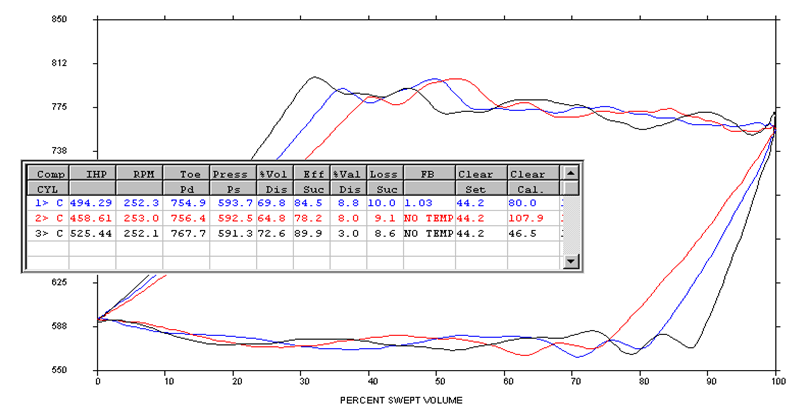 850
812
775
738
Comp IHP RPM Toe Press %Vol Eff %Val Loss FB Clear Clear
CYL Pd Ps Dis Suc Dis Suc Set Cal.
1> C 494.29 252.3 754.9 593.7 69.8 84.5 8.8 10.0 1.03 44.2 80.0
2> C 458.61 253.0 756.4 592.5 64.8 78.2 8.0 9.1 NO TEMP 44.2 107.9
3> C 525.44 252.1 767.7 591.3 72.6 89.9 3.0 8.6 NO TEMP 44.2 46.5
625
588
550
0 10 20 30 40 50 60 70 80 90 100
PERCENT SWEPT VOLUME